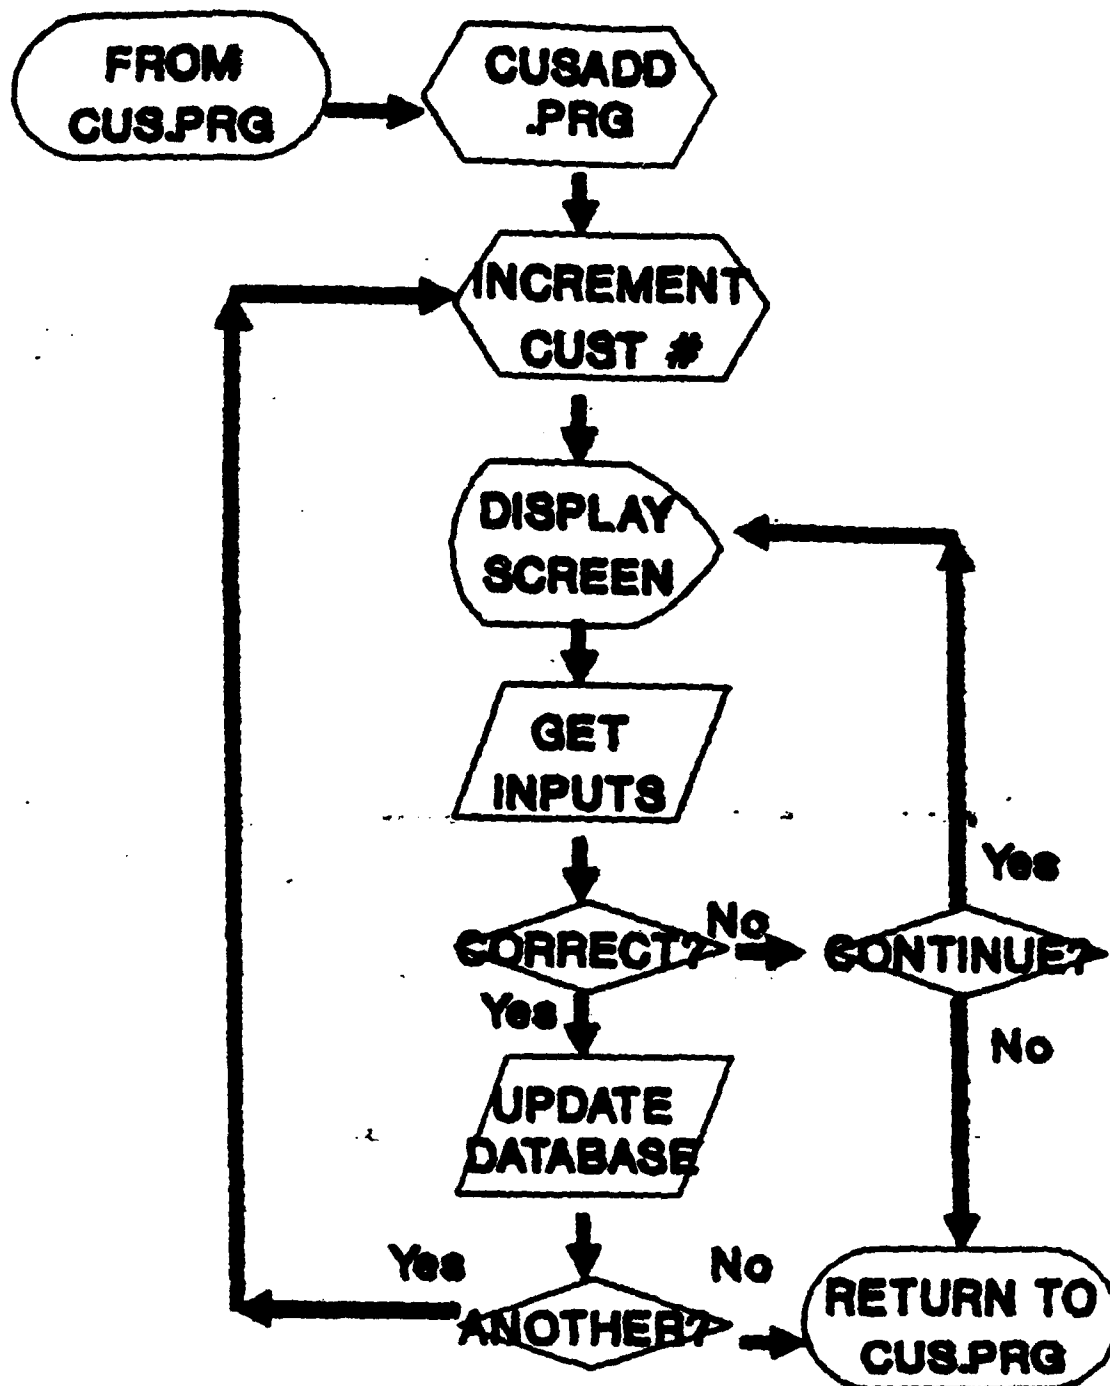 FROM
CUS.PRG
CUSADD
.PRG
INCREMENT
CUST #
DISPLAY
SCREEN
GET
INPUTS
Yes
CORRECT?
No
CONTINUE?
Yes
No
UPDATE
DATABASE
Yes
No
ANOTHER?
RETURN TO
CUS.PRG